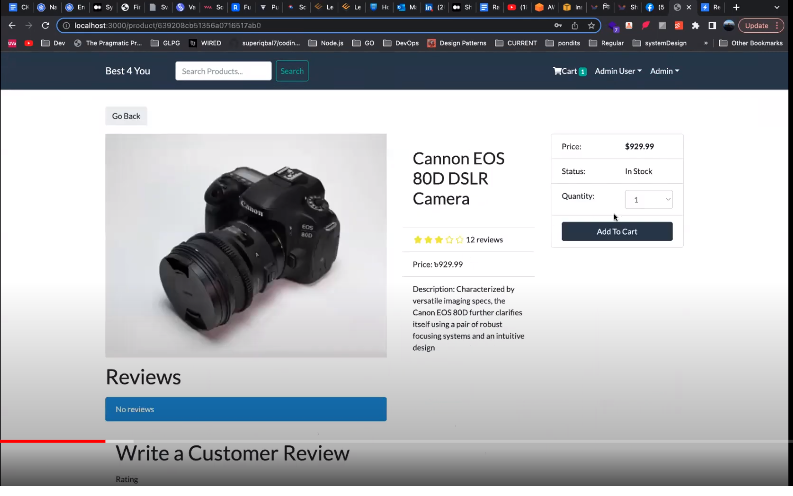 localhost:3000/product/639208cb51356a0716517ab0
Update
Dev
The Pragmatic Pr...
GLPG
WIRED
superiqbal7/codin...
Node.js
GO
DevOps
Design Patterns
CURRENT
pondits
Regular
systemDesign
»
Other Bookmarks
Best 4 You
Search Products...
Search
Cart 1
Admin User
Admin
Go Back
Canon
EOS
80D
Cannon EOS
80D DSLR
Camera
12 reviews
Price: ৳929.99
Description: Characterized by
versatile imaging specs, the
Canon EOS 80D further clarifies
itself using a pair of robust
focusing systems and an intuitive
design
Price: $929.99
Status: In Stock
Quantity: 1
Add To Cart
Reviews
No reviews
Write a Customer Review
Rating